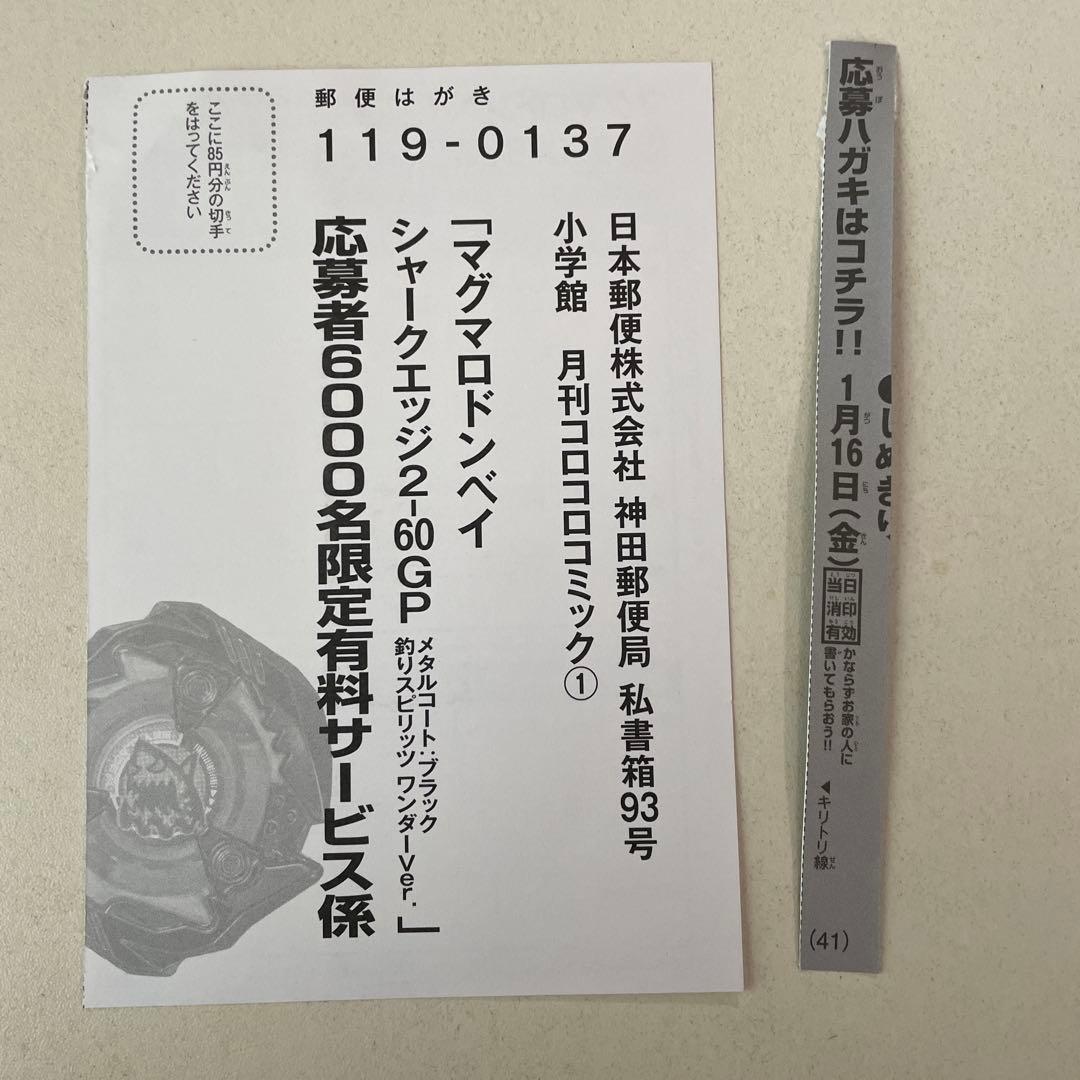 郵便はがき
119-0137
ここに85円分の切手
をはってください
日本郵便株式会社 神田郵便局 私書箱93号
小学館 月刊コロコロコミック①
「マグマロドンベイ
シャークエッジ2-60GP メタルコート:ブラック
釣りスピリッツ ワンダーver.」
応募者6000名限定有料サービス係
応募ハガキはコチラ!! 1月16日(金)
当日
消印
有効
かならずお家の人に
書いてもらおう!!
◀キリトリ線
●しめきり
(41)